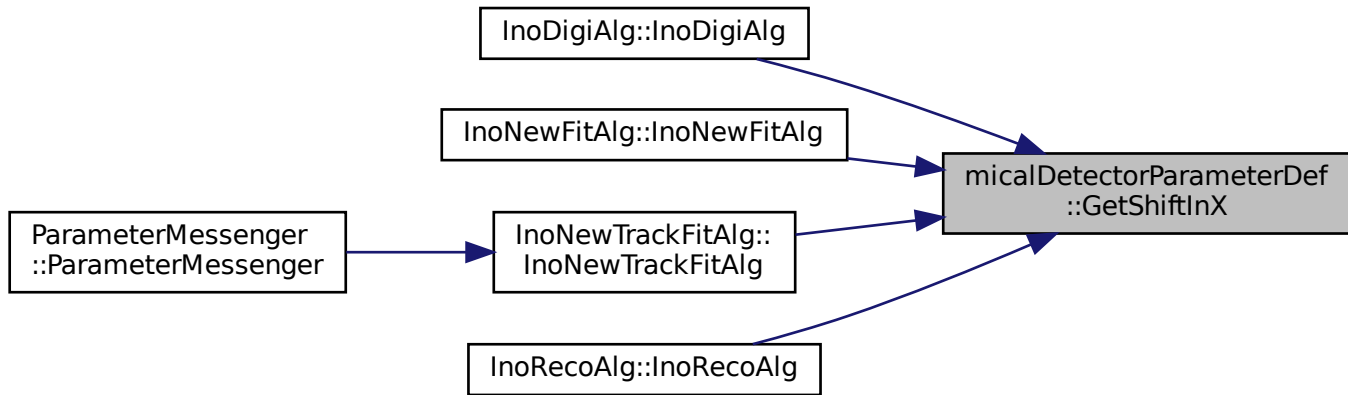 InoDigiAlg::InoDigiAlg
InoNewFitAlg::InoNewFitAlg
micalDetectorParameterDef
::GetShiftInX
ParameterMessenger
::ParameterMessenger
InoNewTrackFitAlg::
InoNewTrackFitAlg
InoRecoAlg::InoRecoAlg